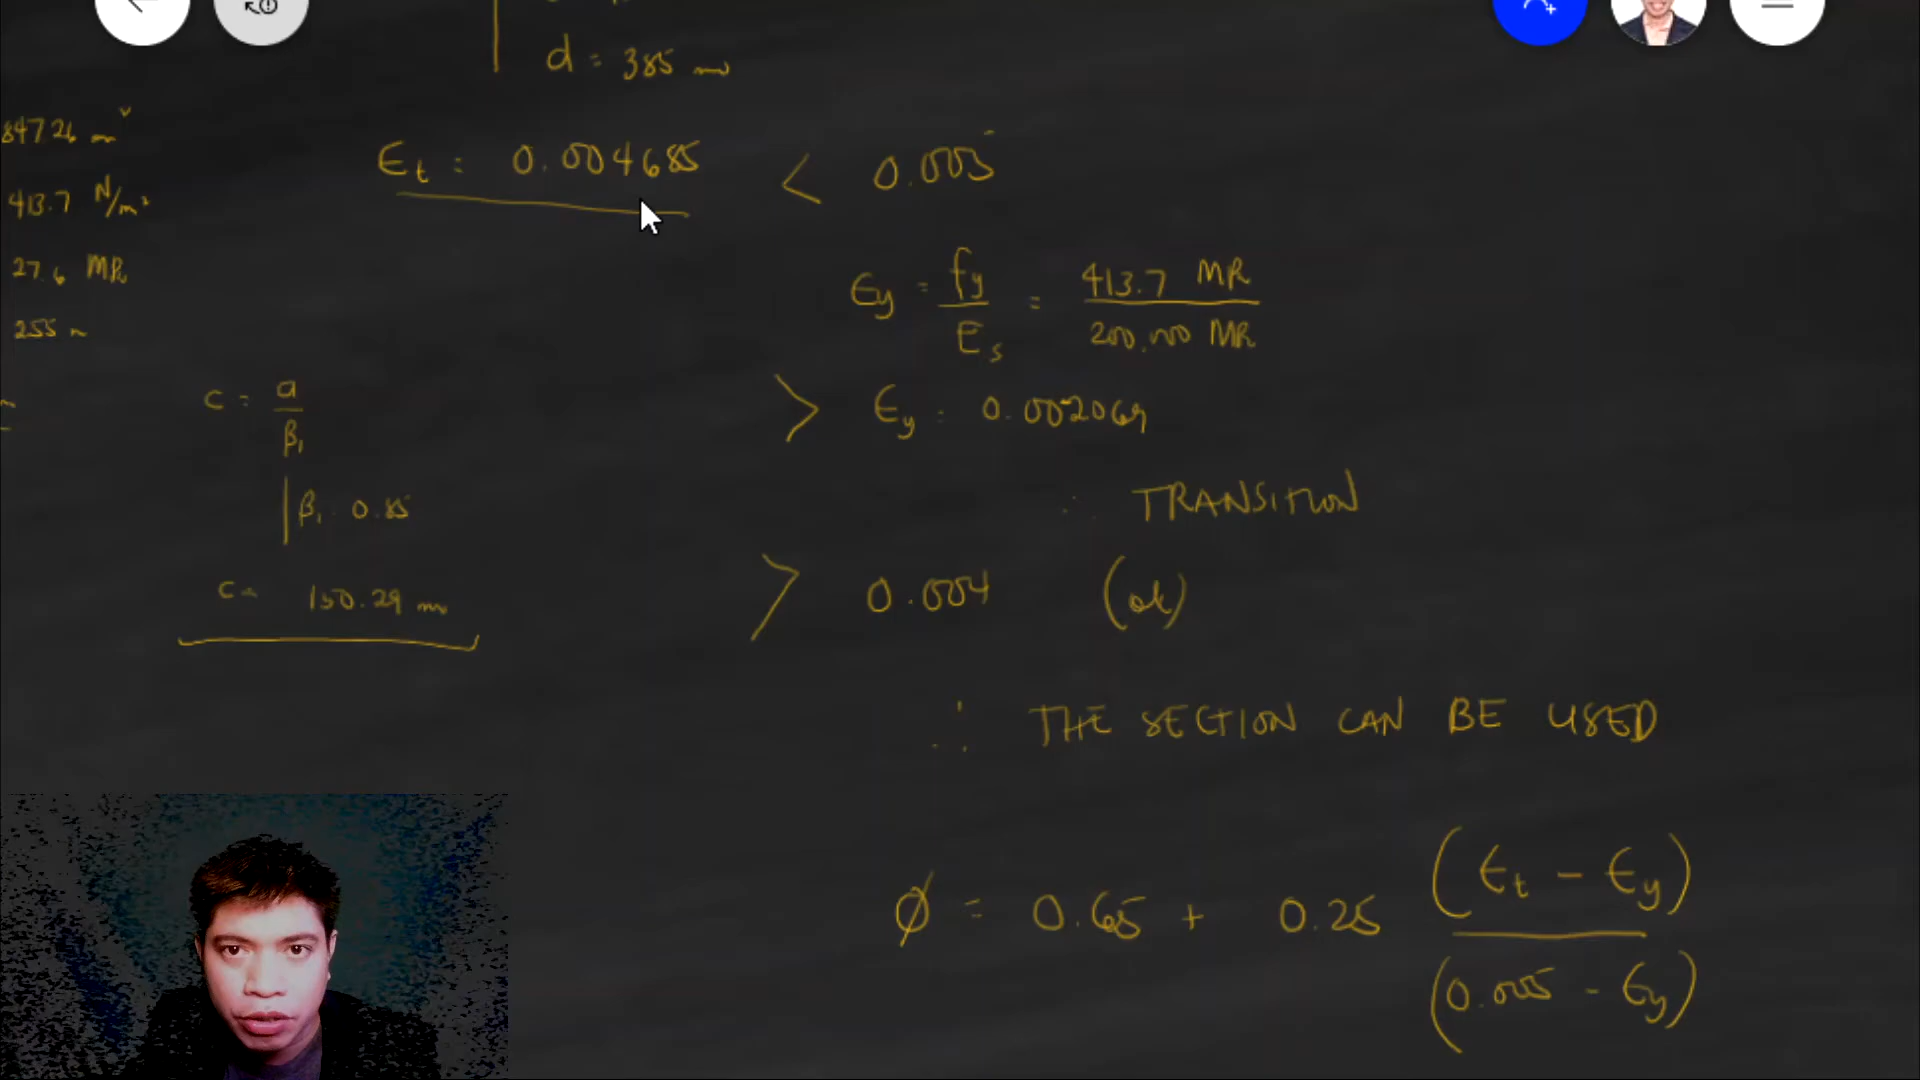 d = 385 mm
847.26 mm²
ϵt = 0.004685 < 0.005
413.7 N/mm²
27.6 MPa
ϵy = fy / Es = 413.7 MPa / 200,000 MPa
255 m
c = a / β1
> ϵy = 0.002069
β1 = 0.85
∴ TRANSITION
c = 150.29 mm
> 0.004 (ok)
∴ THE SECTION CAN BE USED
ø = 0.65 + 0.25 (ϵt - ϵy) / (0.005 - ϵy)